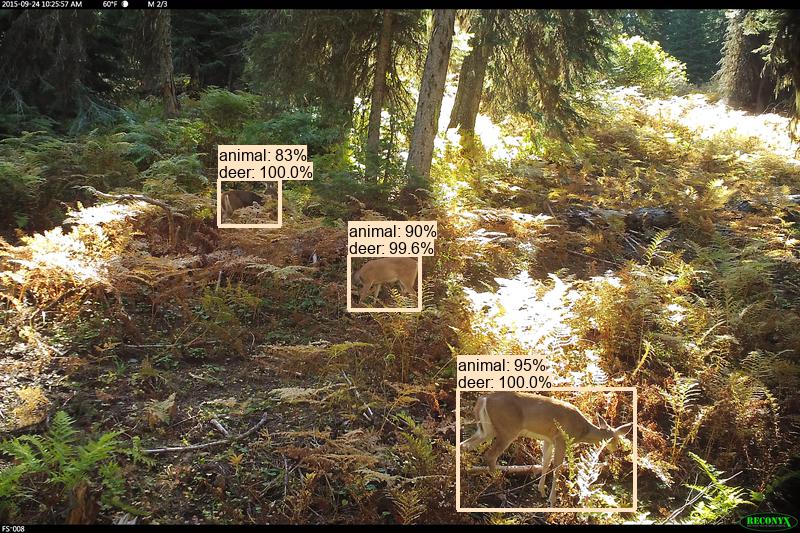 2015-09-24 10:25:57 AM 60°F M 2/3
animal: 83%
deer: 100.0%
animal: 90%
deer: 99.6%
animal: 95%
deer: 100.0%
FS-008 RECONYX